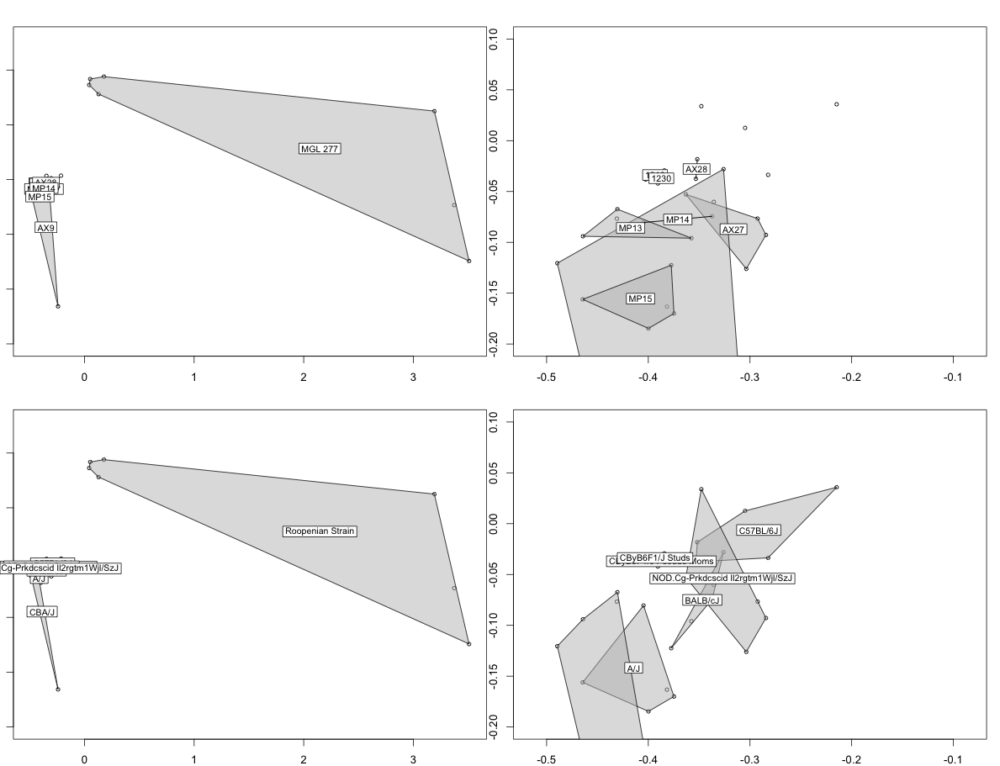 MGL 277
AX28
MP14
MP15
AX9
0 1 2 3
0.10
0.05
0.00
-0.05
-0.10
-0.15
-0.20
AX28
1230
MP14
MP13
AX27
MP15
-0.5 -0.4 -0.3 -0.2 -0.1
Roopenian Strain
Cg-Prkdcscid Il2rgtm1Wjl/SzJ
A/J
CBA/J
0 1 2 3
0.10
0.05
0.00
-0.05
-0.10
-0.15
-0.20
C57BL/6J
CByB6F1/J Studs
Moms
NOD.Cg-Prkdcscid Il2rgtm1Wjl/SzJ
BALB/cJ
A/J
-0.5 -0.4 -0.3 -0.2 -0.1